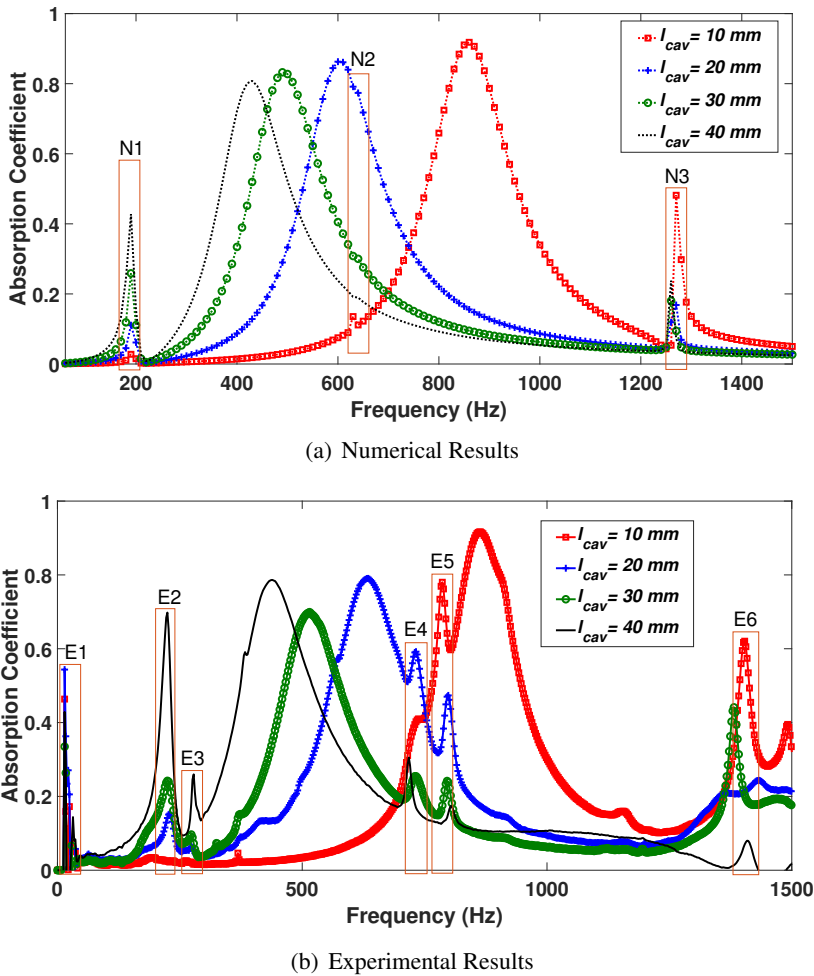 1
0.8
0.6
0.4
0.2
0
200
400
600
800
1000
1200
1400
Absorption Coefficient
Frequency (Hz)
N1
N2
N3
l_cav= 10 mm
l_cav= 20 mm
l_cav= 30 mm
l_cav= 40 mm
(a) Numerical Results
1
0.8
0.6
0.4
0.2
0
0
500
1000
1500
Absorption Coefficient
Frequency (Hz)
E1
E2
E3
E4
E5
E6
l_cav= 10 mm
l_cav= 20 mm
l_cav= 30 mm
l_cav= 40 mm
(b) Experimental Results